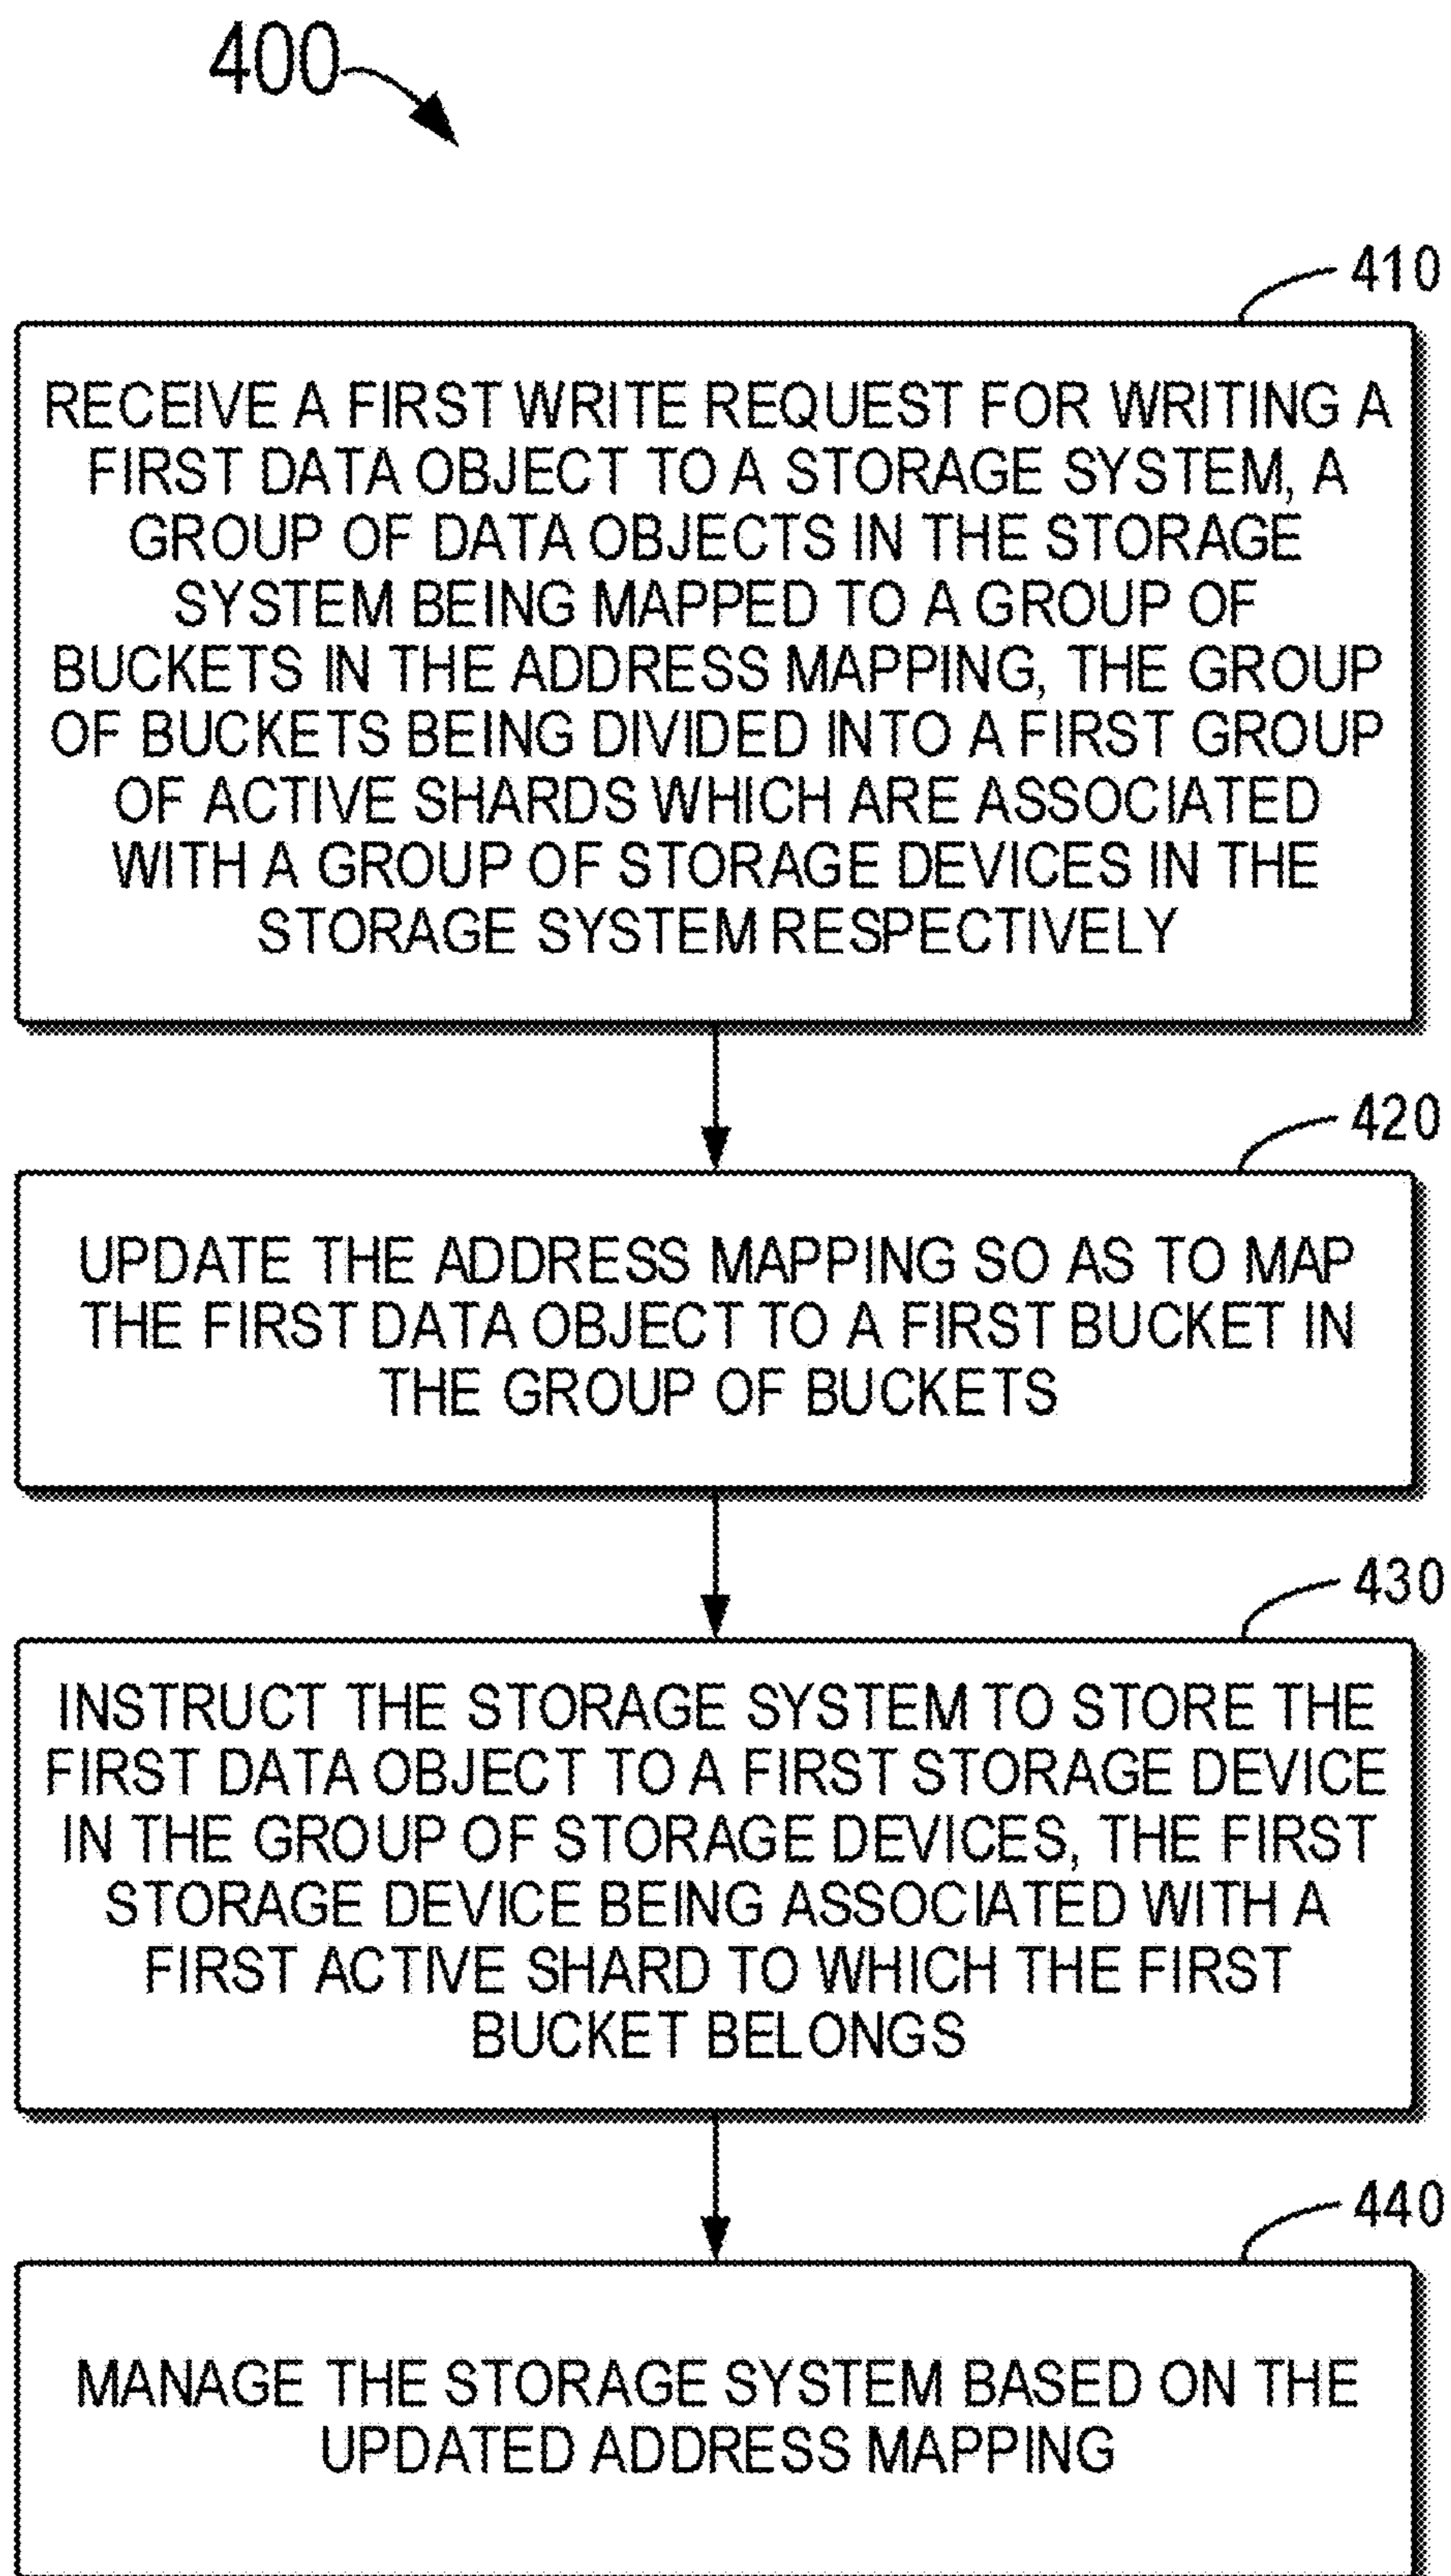 400
410
RECEIVE A FIRST WRITE REQUEST FOR WRITING A
FIRST DATA OBJECT TO A STORAGE SYSTEM, A
GROUP OF DATA OBJECTS IN THE STORAGE
SYSTEM BEING MAPPED TO A GROUP OF
BUCKETS IN THE ADDRESS MAPPING, THE GROUP
OF BUCKETS BEING DIVIDED INTO A FIRST GROUP
OF ACTIVE SHARDS WHICH ARE ASSOCIATED
WITH A GROUP OF STORAGE DEVICES IN THE
STORAGE SYSTEM RESPECTIVELY
420
UPDATE THE ADDRESS MAPPING SO AS TO MAP
THE FIRST DATA OBJECT TO A FIRST BUCKET IN
THE GROUP OF BUCKETS
430
INSTRUCT THE STORAGE SYSTEM TO STORE THE
FIRST DATA OBJECT TO A FIRST STORAGE DEVICE
IN THE GROUP OF STORAGE DEVICES, THE FIRST
STORAGE DEVICE BEING ASSOCIATED WITH A
FIRST ACTIVE SHARD TO WHICH THE FIRST
BUCKET BELONGS
440
MANAGE THE STORAGE SYSTEM BASED ON THE
UPDATED ADDRESS MAPPING